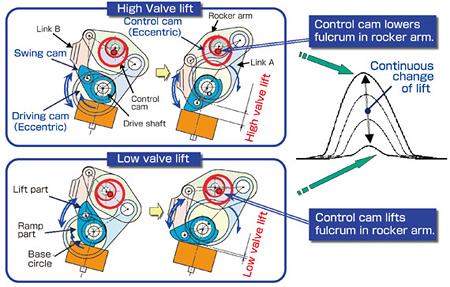 High Valve lift
Link B
Control cam
(Eccentric)
Rocker arm
Swing cam
Link A
Driving cam
(Eccentric)
Control
cam
Drive shaft
High valve lift
Control cam lowers
fulcrum in rocker arm.
Continuous
change
of lift
Low valve lift
Lift part
Ramp
part
Base
circle
Low valve lift
Control cam lifts
fulcrum in rocker arm.